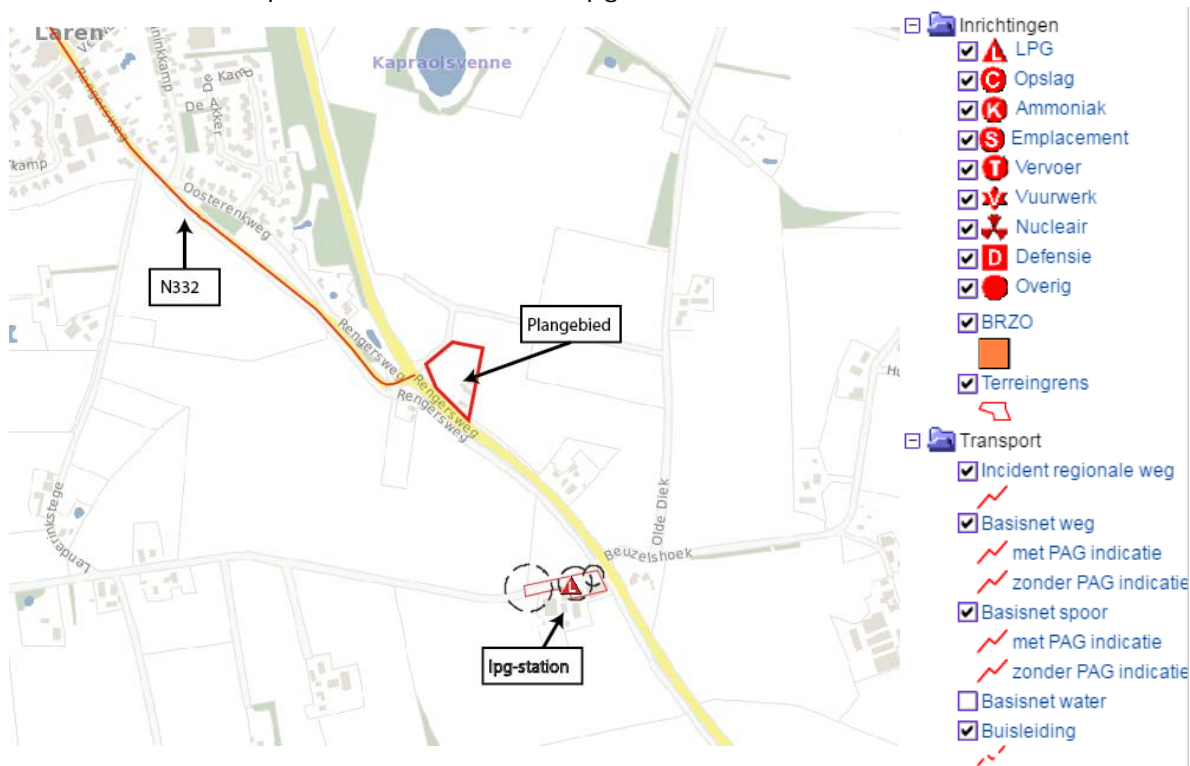 Laren
Kapraolsvenne
De Kamp
De Akker
kamp
Rengersweg
Oosterenkweg
N332
Plangebied
Rengersweg
Rengersweg
Rengersweg
Lenderinkstege
Olde Diek
Beuzelshoek
L
lpg-station
Inrichtingen
L LPG
C Opslag
K Ammoniak
S Emplacement
T Vervoer
Vuurwerk
Nucleair
D Defensie
Overig
BRZO
Terreingrens
Transport
Incident regionale weg
Basisnet weg
met PAG indicatie
zonder PAG indicatie
Basisnet spoor
met PAG indicatie
zonder PAG indicatie
Basisnet water
Buisleiding